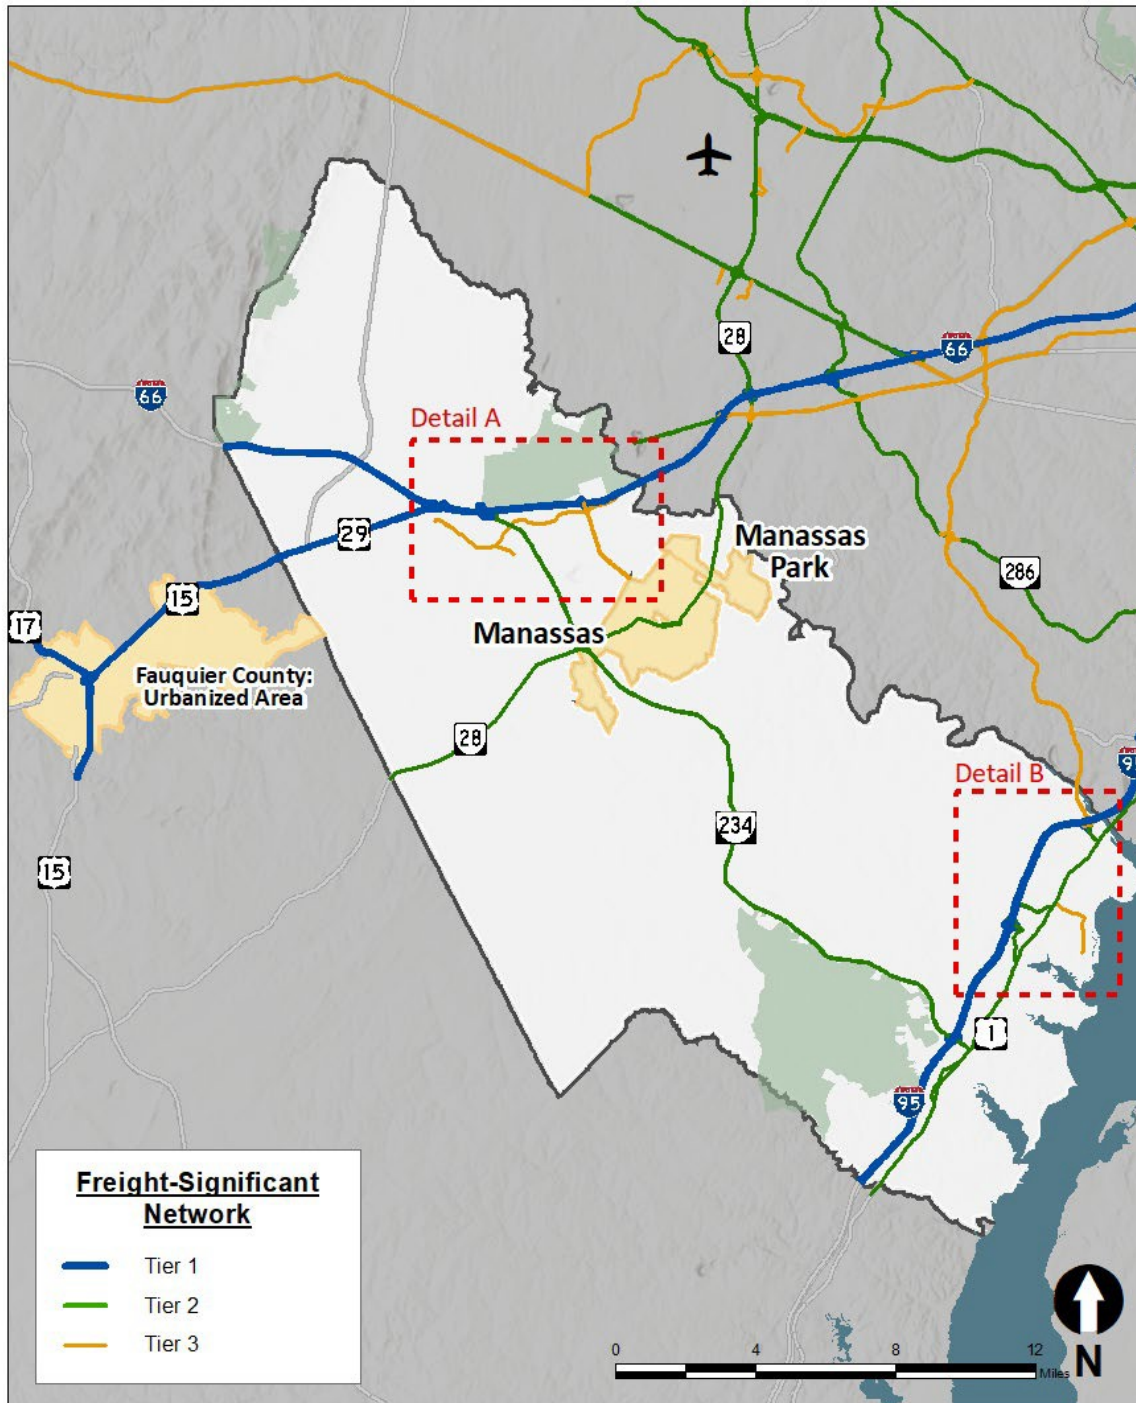 28
66
66
Detail A
29
Manassas
Park
286
15
17
Manassas
Fauquier County:
Urbanized Area
28
Detail B
234
15
1
95
Freight-Significant
Network
Tier 1
Tier 2
Tier 3
0
4
8
12
Miles
N